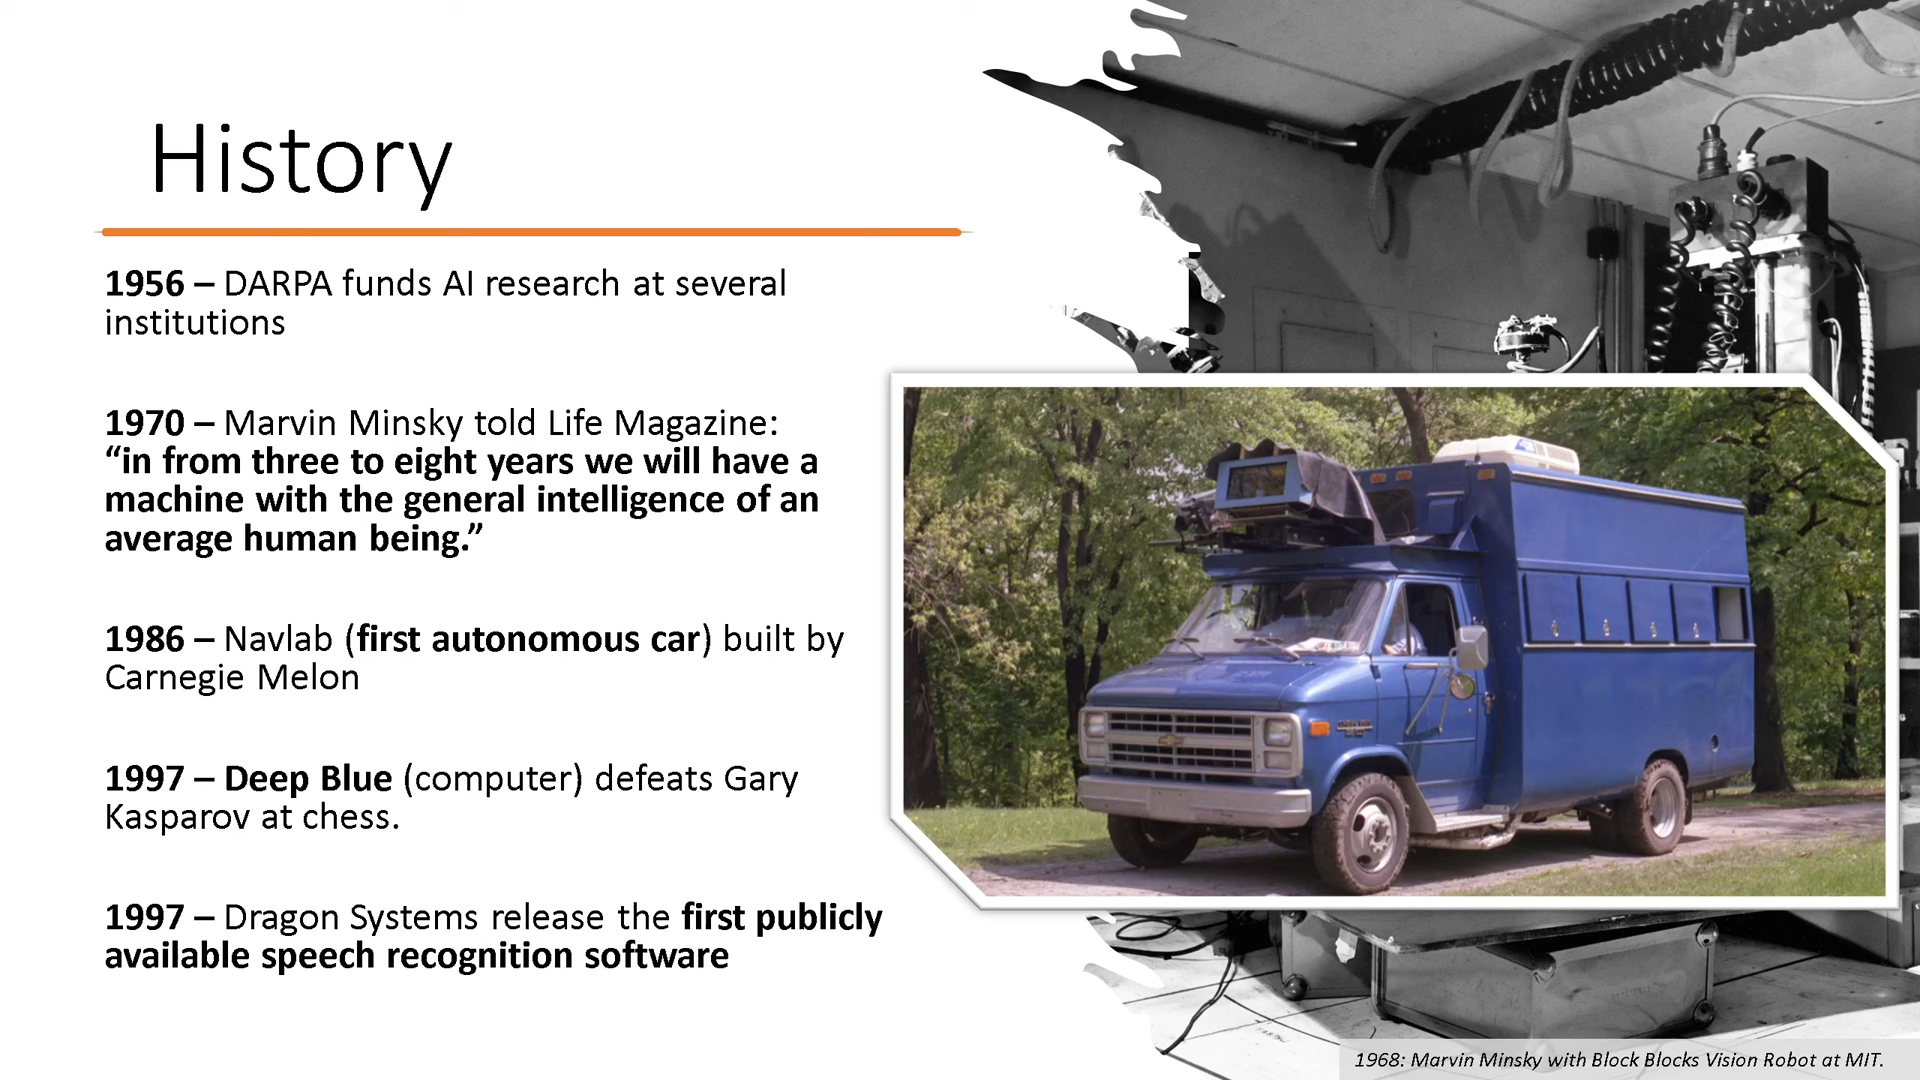 History
1956 – DARPA funds AI research at several
institutions
1970 – Marvin Minsky told Life Magazine:
“in from three to eight years we will have a
machine with the general intelligence of an
average human being.”
1986 – Navlab (first autonomous car) built by
Carnegie Melon
1997 – Deep Blue (computer) defeats Gary
Kasparov at chess.
1997 – Dragon Systems release the first publicly
available speech recognition software
1968: Marvin Minsky with Block Blocks Vision Robot at MIT.